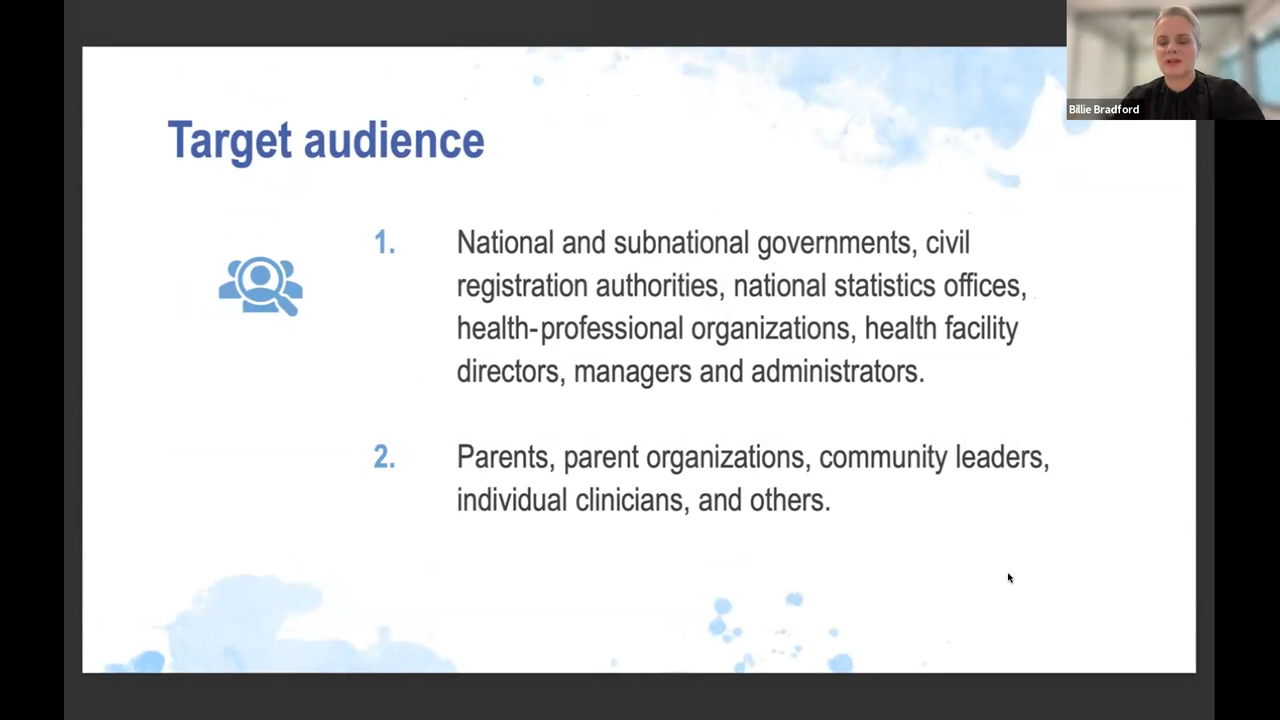 Billie Bradford
Target audience
1. National and subnational governments, civil
registration authorities, national statistics offices,
health-professional organizations, health facility
directors, managers and administrators.
2. Parents, parent organizations, community leaders,
individual clinicians, and others.